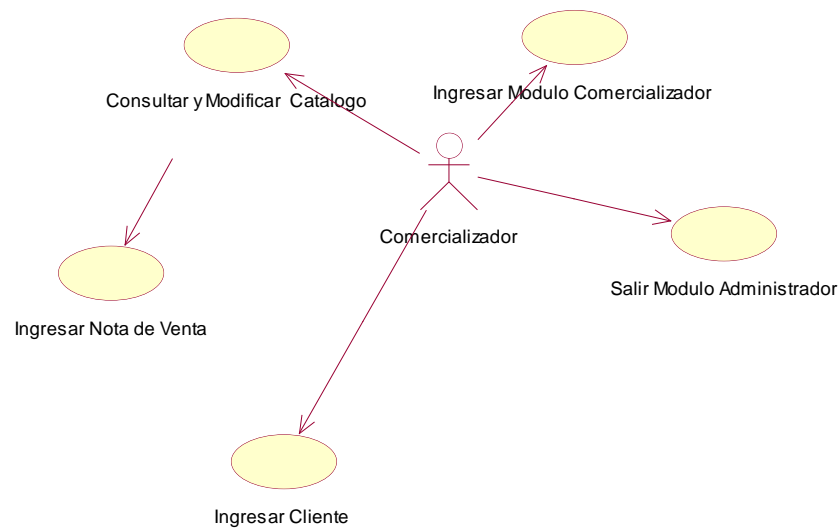 Ingresar Modulo Comercializador
Consultar y Modificar Catalogo
Comercializador
Salir Modulo Administrador
Ingresar Nota de Venta
Ingresar Cliente